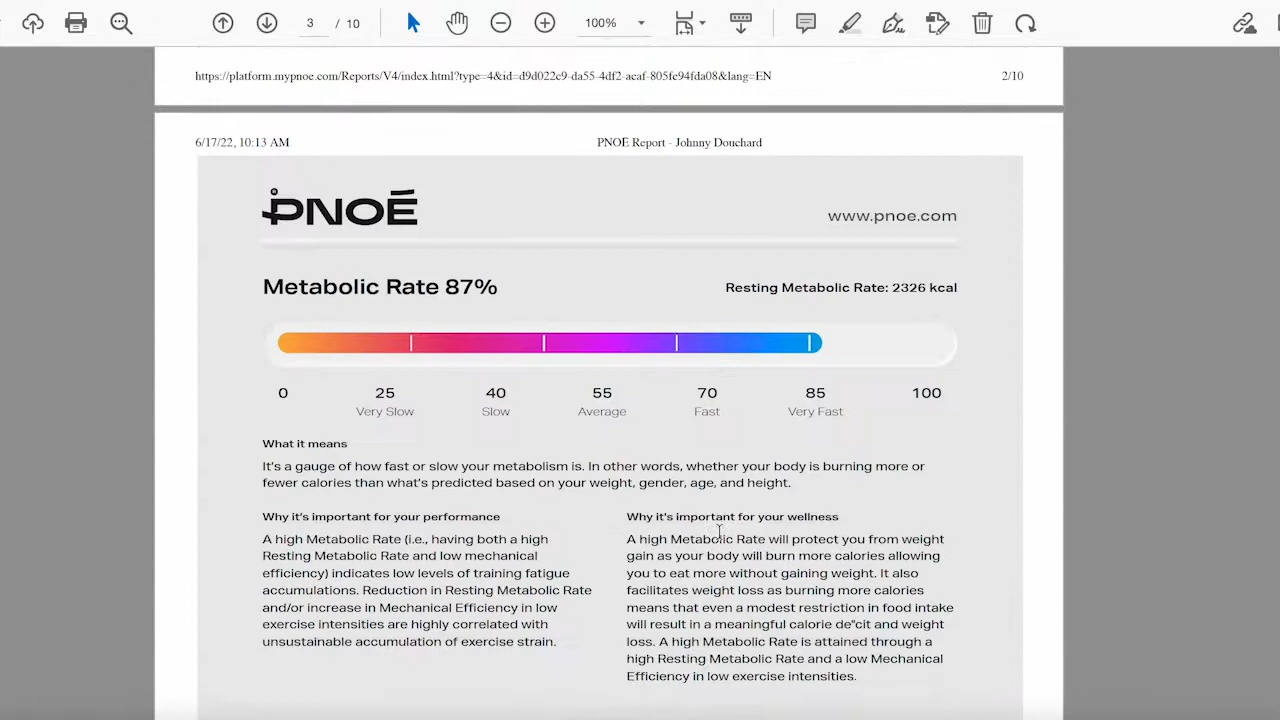 3 / 10
100%
https://platform.mypnoe.com/Reports/V4/index.html?type=4&id=d9d022c9-da55-4df2-acaf-805fe94fda08&lang=EN 2/10
6/17/22, 10:13 AM PNOE Report - Johnny Douchard
PNOÉ www.pnoe.com
Metabolic Rate 87% Resting Metabolic Rate: 2326 kcal
0 25 40 55 70 85 100
Very Slow Slow Average Fast Very Fast
What it means
It's a gauge of how fast or slow your metabolism is. In other words, whether your body is burning more or
fewer calories than what's predicted based on your weight, gender, age, and height.
Why it's important for your performance
A high Metabolic Rate (i.e., having both a high
Resting Metabolic Rate and low mechanical
efficiency) indicates low levels of training fatigue
accumulations. Reduction in Resting Metabolic Rate
and/or increase in Mechanical Efficiency in low
exercise intensities are highly correlated with
unsustainable accumulation of exercise strain.
Why it's important for your wellness
A high Metabolic Rate will protect you from weight
gain as your body will burn more calories allowing
you to eat more without gaining weight. It also
facilitates weight loss as burning more calories
means that even a modest restriction in food intake
will result in a meaningful calorie de"cit and weight
loss. A high Metabolic Rate is attained through a
high Resting Metabolic Rate and a low Mechanical
Efficiency in low exercise intensities.